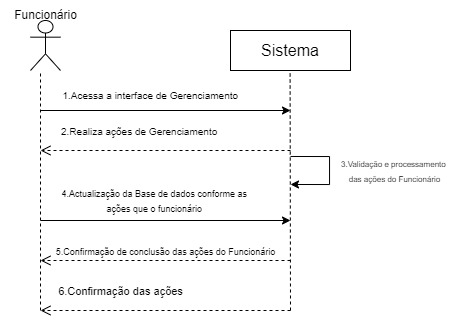 Funcionário
Sistema
1.Acessa a interface de Gerenciamento
2.Realiza ações de Gerenciamento
3.Validação e processamento
das ações do Funcionário
4.Actualização da Base de dados conforme as
ações que o funcionário
5.Confirmação de conclusão das ações do Funcionário
6.Confirmação das ações